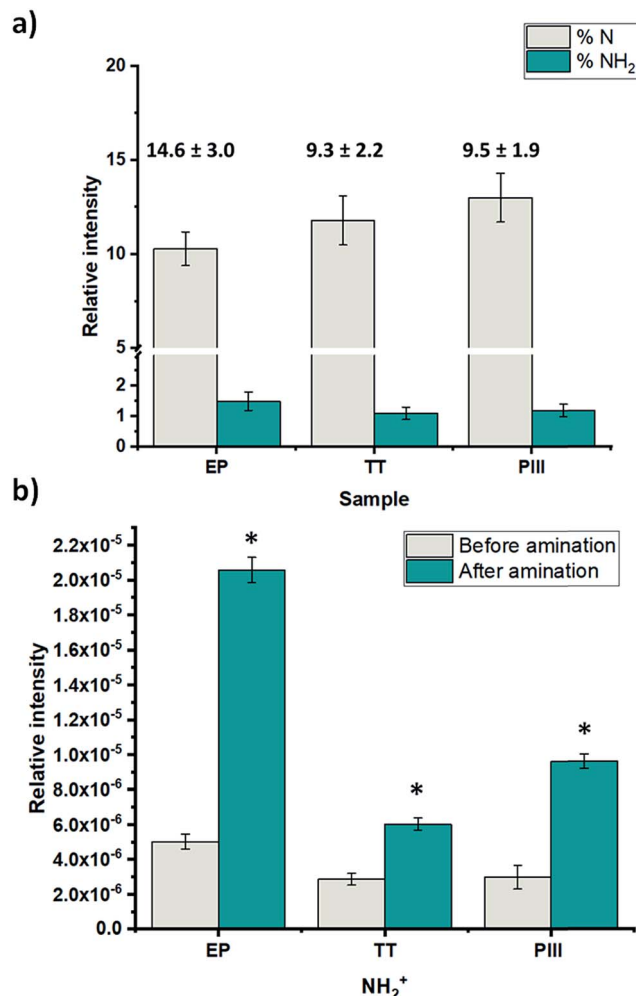 a)
% N
% NH₂
20
14.6 ± 3.0 9.3 ± 2.2 9.5 ± 1.9
15
10
5
2
1
0
Relative intensity
EP TT PIII
Sample
b)
Before amination
After amination
2.2x10⁻⁵
2.0x10⁻⁵
1.8x10⁻⁵
1.6x10⁻⁵
1.4x10⁻⁵
1.2x10⁻⁵
1.0x10⁻⁵
8.0x10⁻⁶
6.0x10⁻⁶
4.0x10⁻⁶
2.0x10⁻⁶
0.0
Relative intensity
* * *
EP TT PIII
NH₂⁺